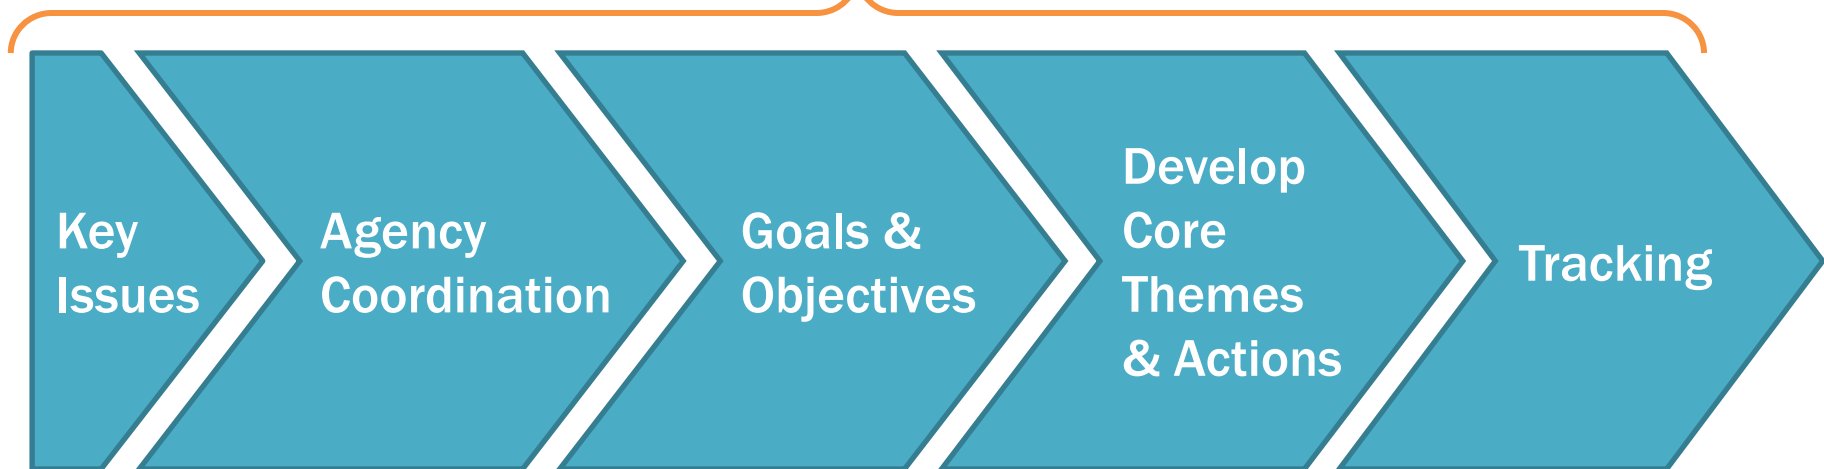 Key
Issues
Agency
Coordination
Goals &
Objectives
Develop
Core
Themes
& Actions
Tracking